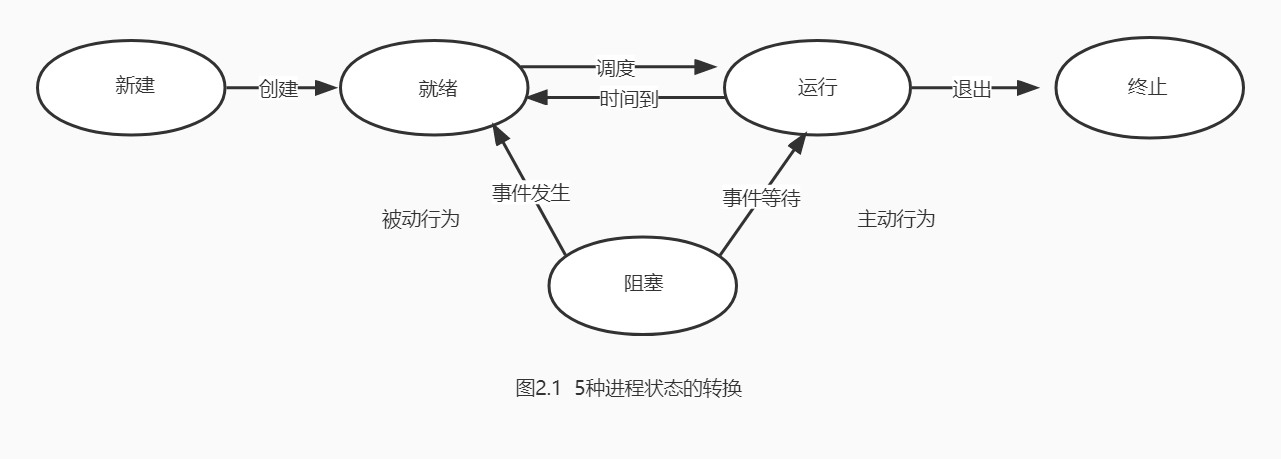 新建
创建
就绪
调度
时间到
运行
退出
终止
事件发生
事件等待
被动行为
主动行为
阻塞
图2.1 5种进程状态的转换